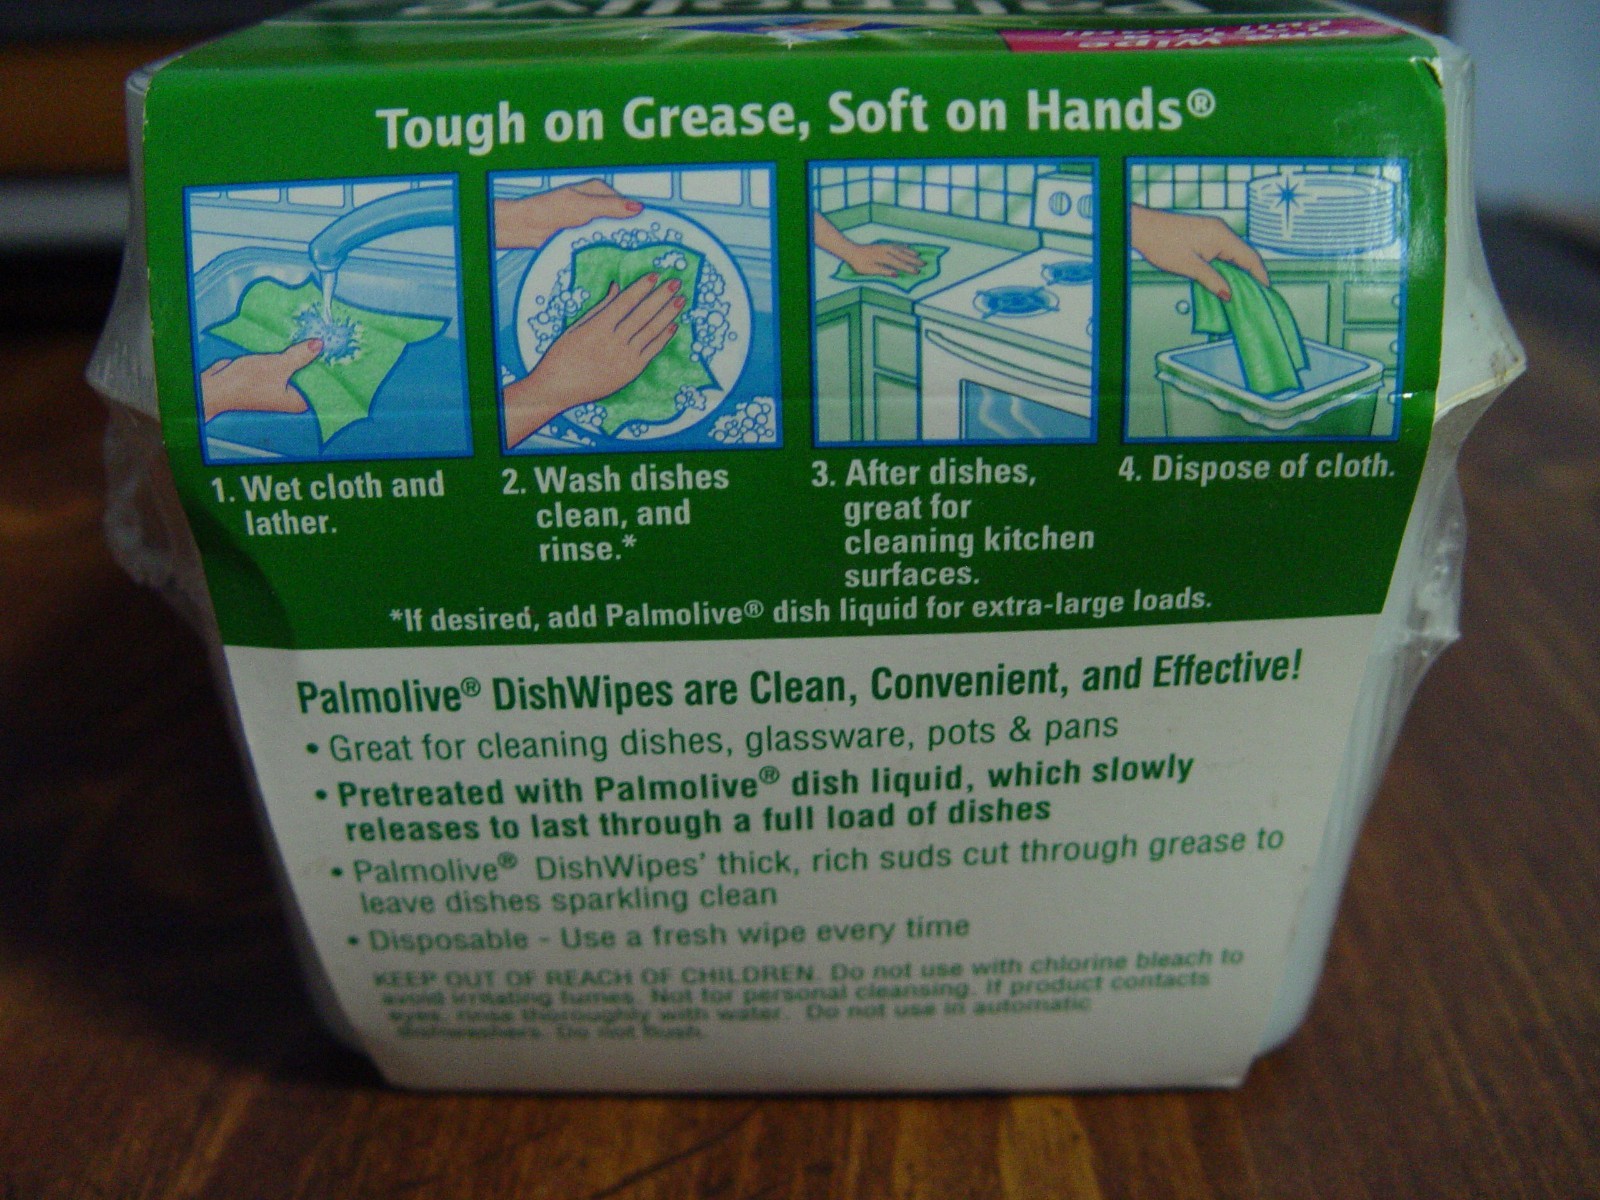 Palmolive
Tough on Grease, Soft on Hands®
1. Wet cloth and
lather.
2. Wash dishes
clean, and
rinse.*
3. After dishes,
great for
cleaning kitchen
surfaces.
4. Dispose of cloth.
*If desired, add Palmolive® dish liquid for extra-large loads.
Palmolive® DishWipes are Clean, Convenient, and Effective!
• Great for cleaning dishes, glassware, pots & pans
• Pretreated with Palmolive® dish liquid, which slowly
releases to last through a full load of dishes
• Palmolive® DishWipes' thick, rich suds cut through grease to
leave dishes sparkling clean
• Disposable - Use a fresh wipe every time
KEEP OUT OF REACH OF CHILDREN. Do not use with chlorine bleach to
avoid irritating fumes. Not for personal cleansing. If product contacts
eyes, rinse thoroughly with water. Do not use in automatic
dishwashers. Do not flush.